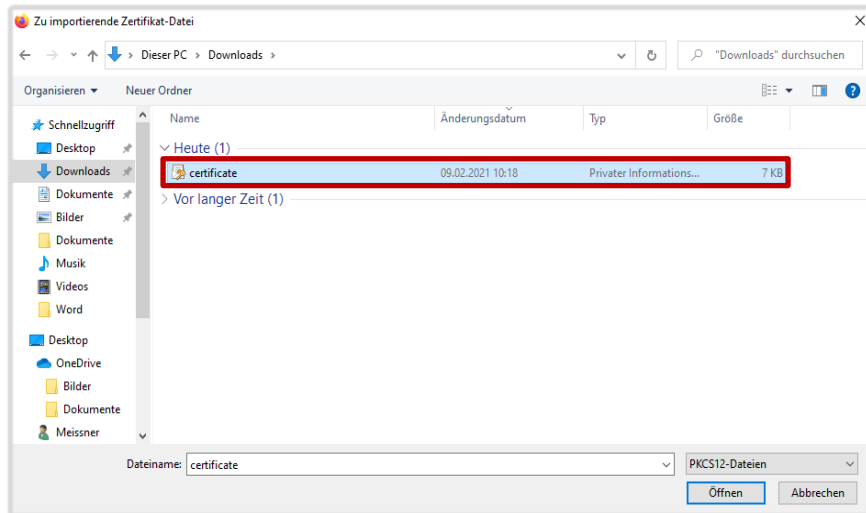 Zu importierende Zertifikat-Datei
Dieser PC > Downloads >
"Downloads" durchsuchen
Organisieren
Neuer Ordner
Schnellzugriff
Desktop
Downloads
Dokumente
Bilder
Dokumente
Musik
Videos
Word
Desktop
OneDrive
Bilder
Dokumente
Meissner
Name Änderungsdatum Typ Größe
Heute (1)
certificate 09.02.2021 10:18 Privater Informations... 7 KB
Vor langer Zeit (1)
Dateiname: certificate
PKCS12-Dateien
Öffnen Abbrechen